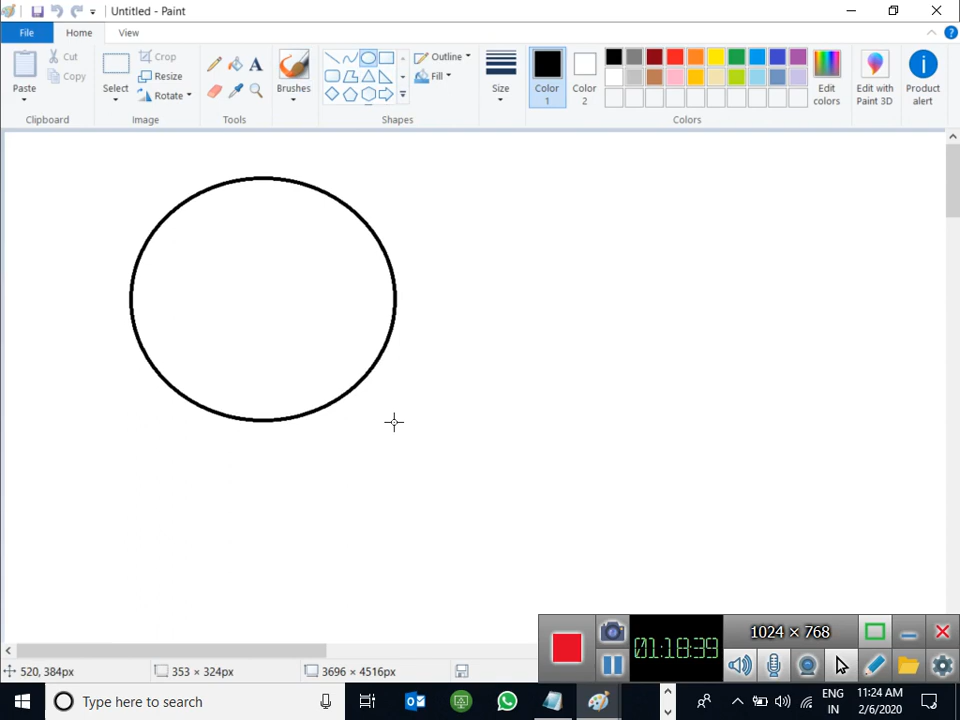 Untitled - Paint
File
Home
View
Paste
Cut
Copy
Clipboard
Select
Crop
Resize
Rotate
Image
Tools
Brushes
Outline
Fill
Shapes
Size
Color 1
Color 2
Edit colors
Colors
Edit with Paint 3D
Product alert
01:18:39
1024 × 768
520, 384px
353 × 324px
3696 × 4516px
Type here to search
ENG
IN
11:24 AM
2/6/2020